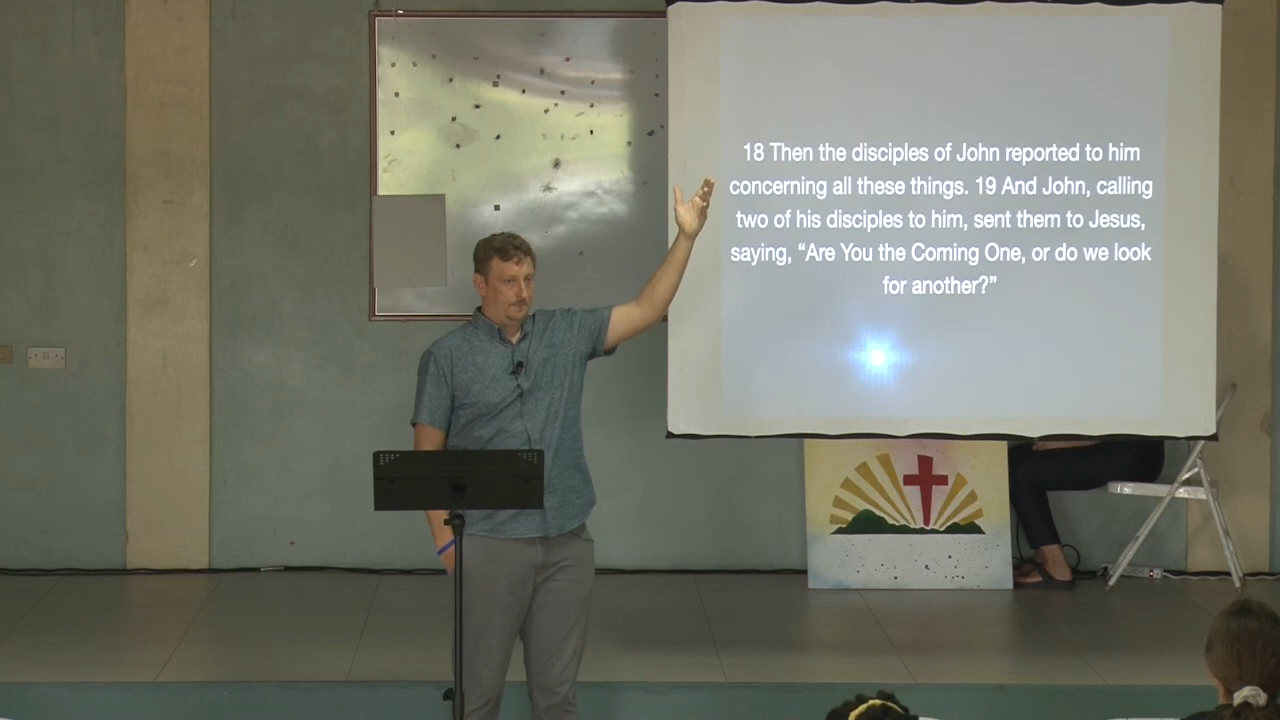 18 Then the disciples of John reported to him
concerning all these things. 19 And John, calling
two of his disciples to him, sent them to Jesus,
saying, “Are You the Coming One, or do we look
for another?”